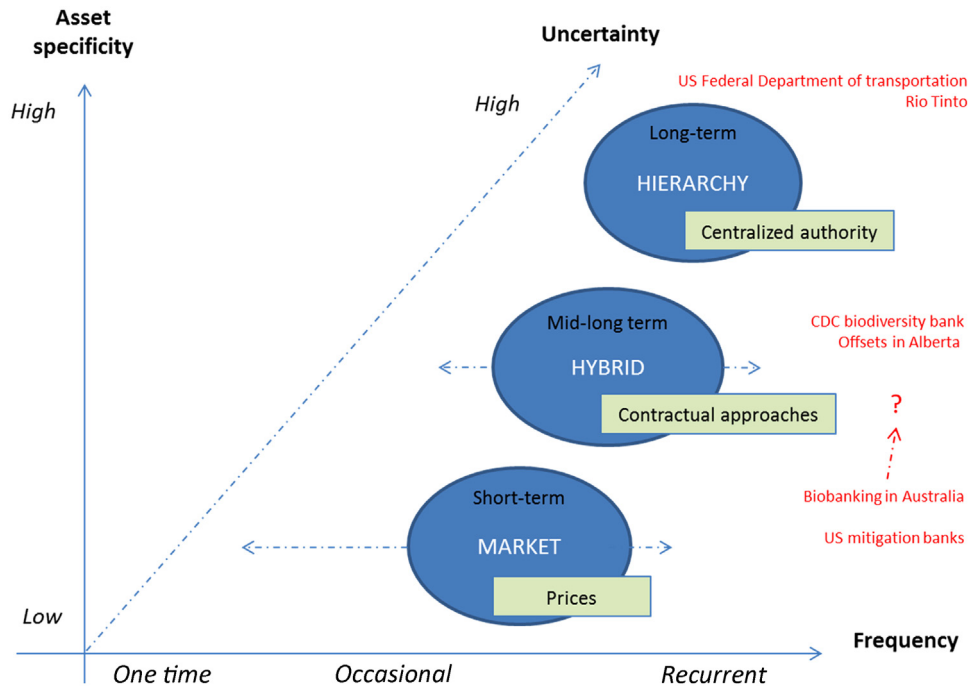 Asset
specificity
Uncertainty
High
High
US Federal Department of transportation
Rio Tinto
Long-term
HIERARCHY
Centralized authority
Mid-long term
HYBRID
Contractual approaches
CDC biodiversity bank
Offsets in Alberta
?
Short-term
MARKET
Prices
Biobanking in Australia
US mitigation banks
Low
Frequency
One time
Occasional
Recurrent